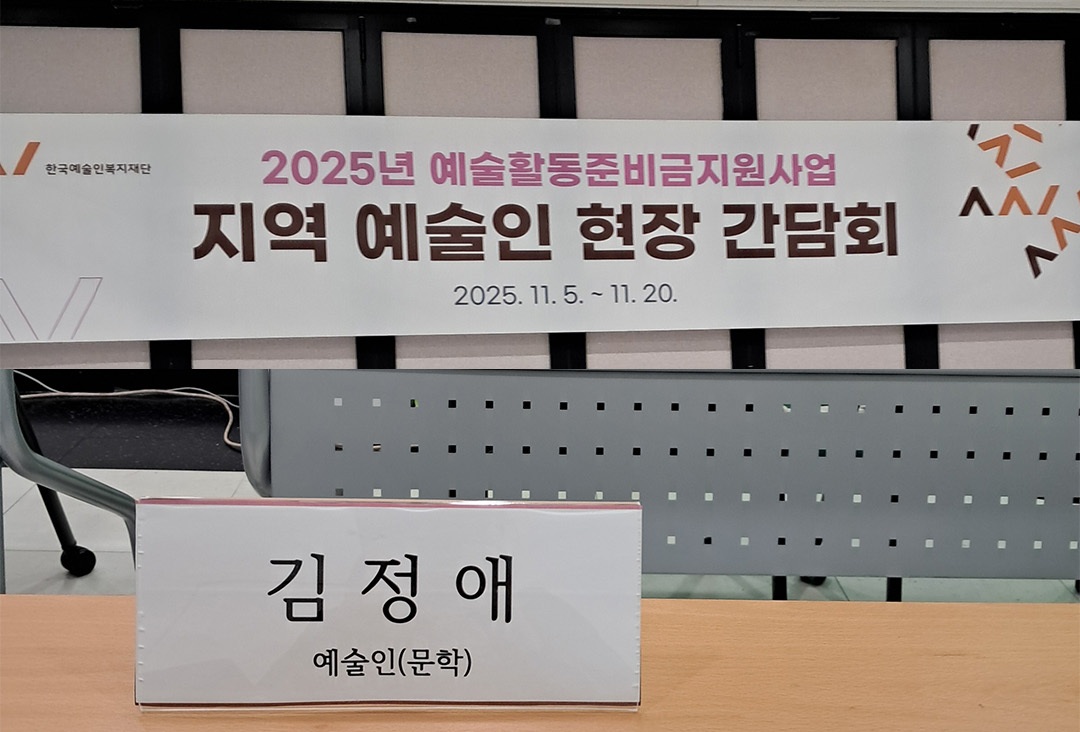 한국예술인복지재단
2025년 예술활동준비금지원사업
지역 예술인 현장 간담회
2025. 11. 5. ~ 11. 20.
김정애
예술인(문학)